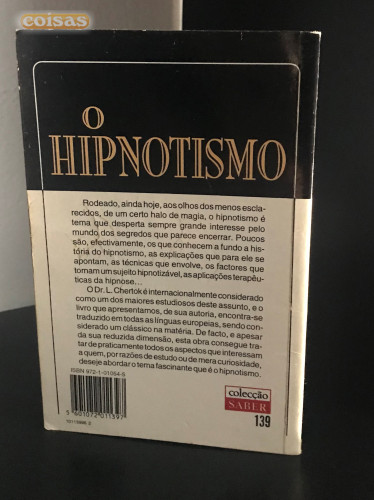 coisas
O
HIPNOTISMO
Rodeado, ainda hoje, aos olhos dos menos escla-
recidos, de um certo halo de magia, o hipnotismo é
tema que desperta sempre grande interesse pelo
mundo dos segredos que parece encerrar. Poucos
são, efectivamente, os que conhecem a fundo a his-
tória do hipnotismo, as explicações que para ele se
apontam, as técnicas que envolve, os factores que
tornam um sujeito hipnotizável, as aplicações terapêu-
ticas da hipnose...
O Dr. L. Chertok é internacionalmente considerado
como um dos maiores estudiosos deste assunto, e o
livro que apresentamos, de sua autoria, encontra-se
traduzido em todas as línguas europeias, sendo con-
siderado um clássico na matéria. De facto, e apesar
da sua reduzida dimensão, esta obra consegue tra-
tar de praticamente todos os aspectos que interessam
a quem, por razões de estudo ou de mera curiosidade,
deseje abordar o tema fascinante que é o hipnotismo.
ISBN 972-1-01064-8
5601072011397
colecção
SABER
139